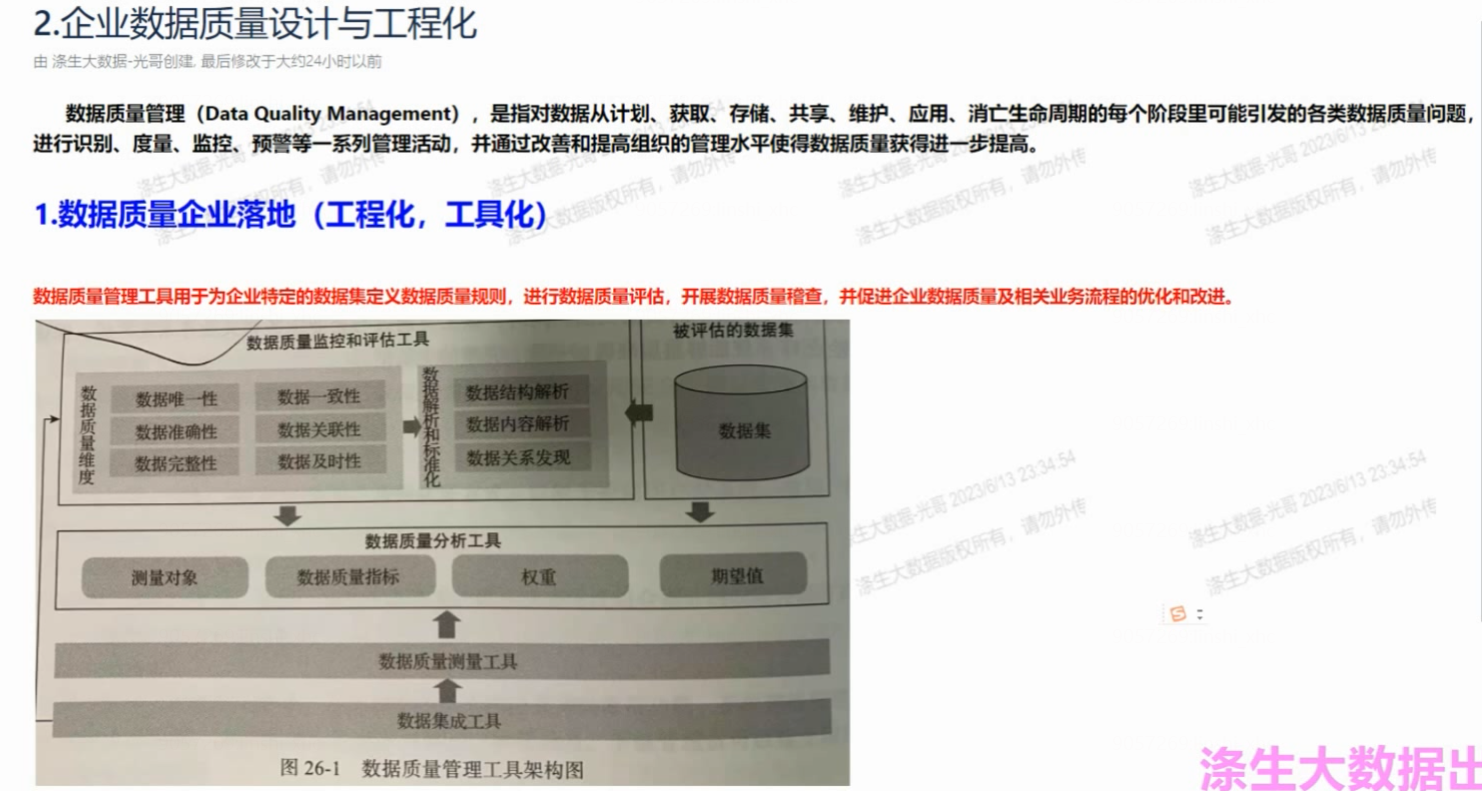 2.企业数据质量设计与工程化
由 涤生大数据-光哥创建, 最后修改于大约24小时以前
数据质量管理（Data Quality Management），是指对数据从计划、获取、存储、共享、维护、应用、消亡生命周期的每个阶段里可能引发的各类数据质量问题，
进行识别、度量、监控、预警等一系列管理活动，并通过改善和提高组织的管理水平使得数据质量获得进一步提高。
1.数据质量企业落地（工程化，工具化）
数据质量管理工具用于为企业特定的数据集定义数据质量规则，进行数据质量评估，开展数据质量稽查，并促进企业数据质量及相关业务流程的优化和改进。
数据质量监控和评估工具
被评估的数据集
数据质量维度
数据唯一性
数据一致性
数据准确性
数据关联性
数据完整性
数据及时性
数据解析和标准化
数据结构解析
数据内容解析
数据关系发现
数据集
数据质量分析工具
测量对象
数据质量指标
权重
期望值
数据质量测量工具
数据集成工具
图 26-1 数据质量管理工具架构图
涤生大数据-光哥 2023/6/13 23:34:54
涤生大数据版权所有，请勿外传
涤生大数据-光哥 2023/6/13 23:34:54
涤生大数据版权所有，请勿外传
涤生大数据出